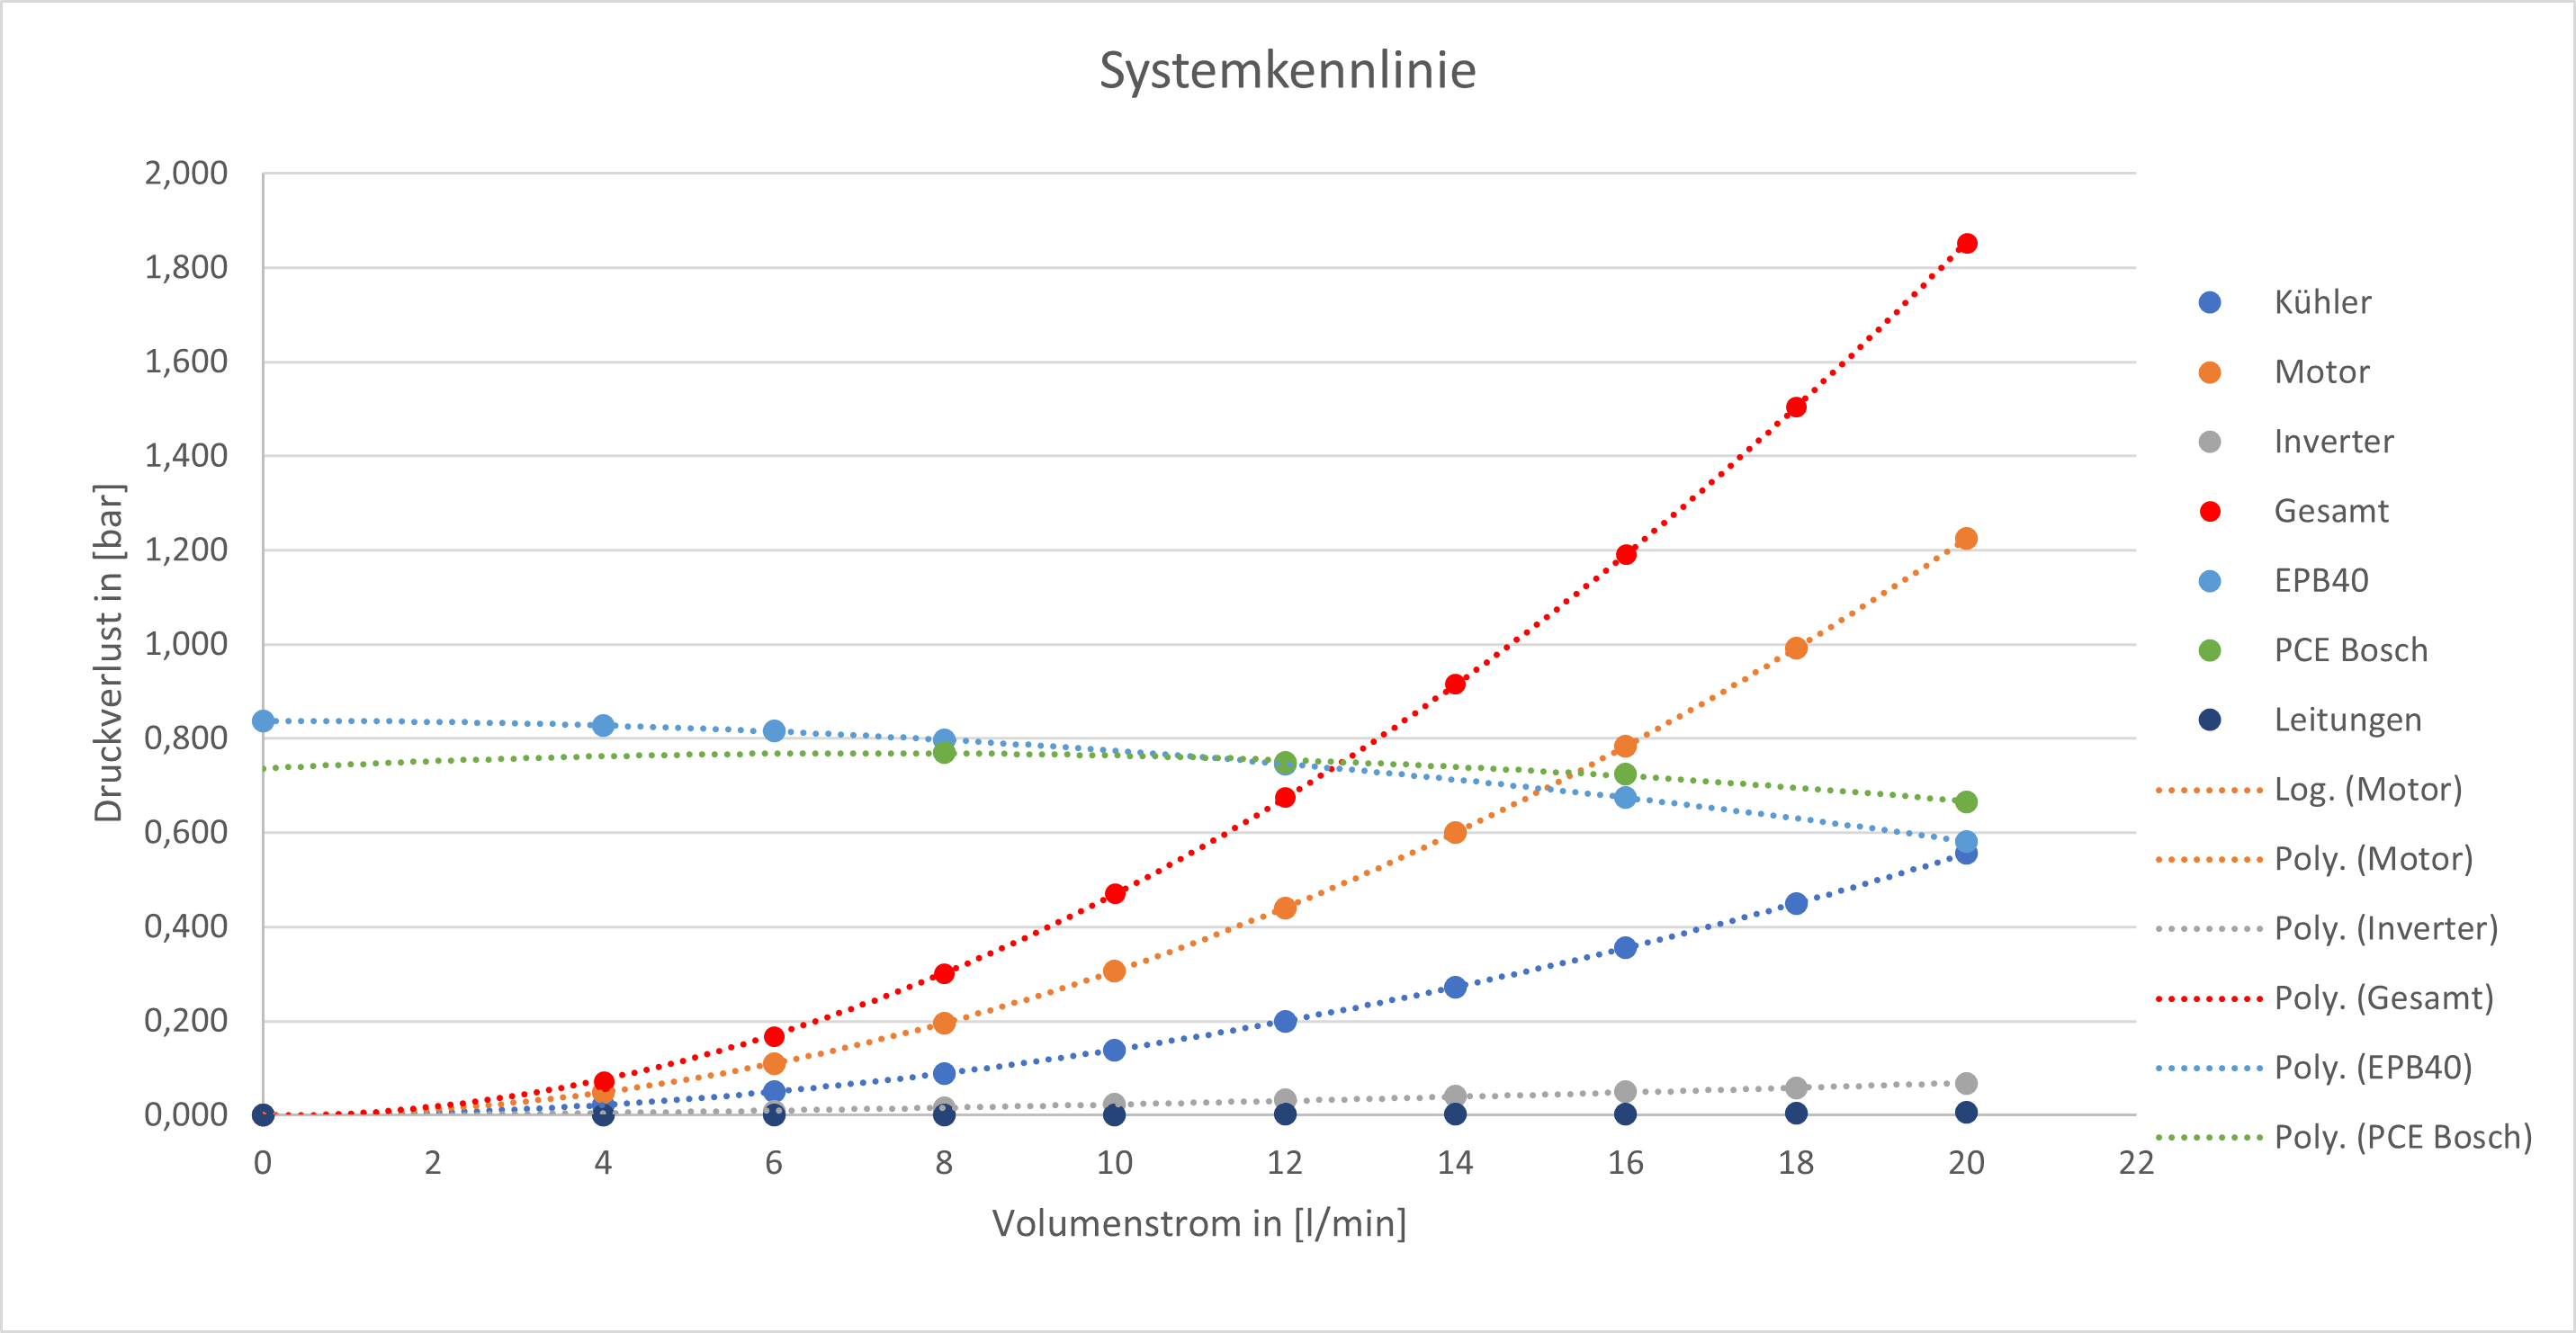 Systemkennlinie
Druckverlust in [bar]
2,000
1,800
1,600
1,400
1,200
1,000
0,800
0,600
0,400
0,200
0,000
0 2 4 6 8 10 12 14 16 18 20 22
Volumenstrom in [l/min]
Kühler
Motor
Inverter
Gesamt
EPB40
PCE Bosch
Leitungen
Log. (Motor)
Poly. (Motor)
Poly. (Inverter)
Poly. (Gesamt)
Poly. (EPB40)
Poly. (PCE Bosch)